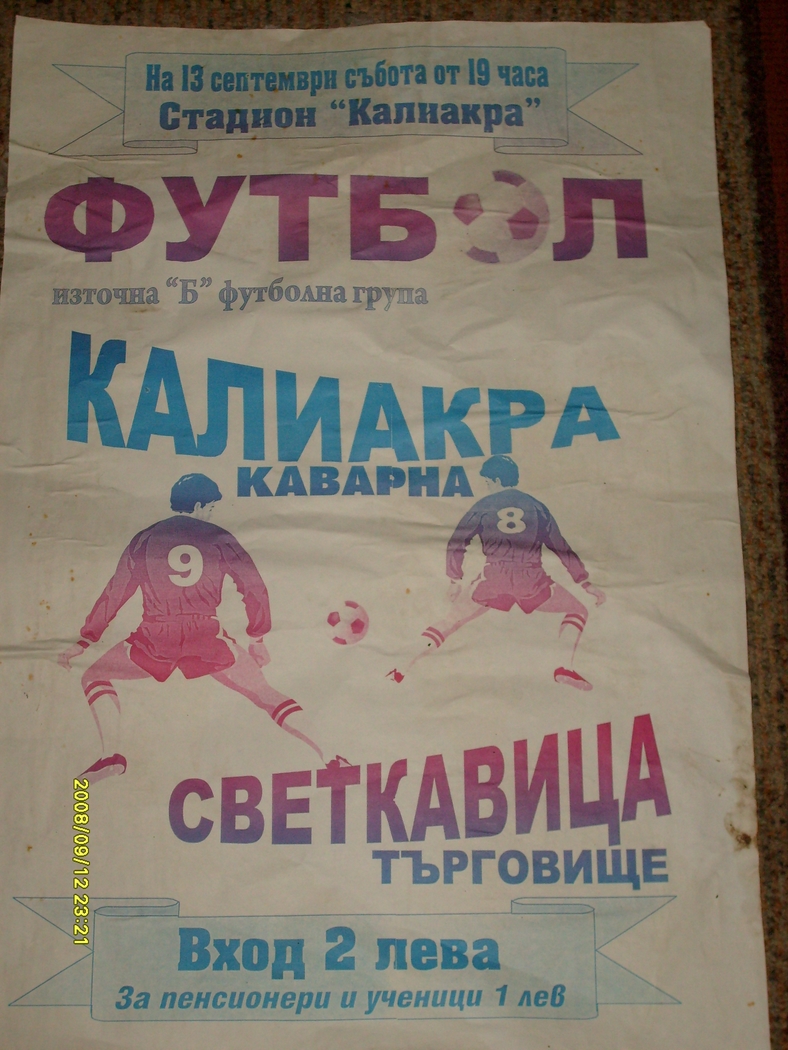 На 13 септември събота от 19 часа
Стадион "Калиакра"
ФУТБОЛ
източна "Б" футболна група
КАЛИАКРА
КАВАРНА
9
8
СВЕТКАВИЦА
ТЪРГОВИЩЕ
Вход 2 лева
За пенсионери и ученици 1 лев
2008/09/12 23:21